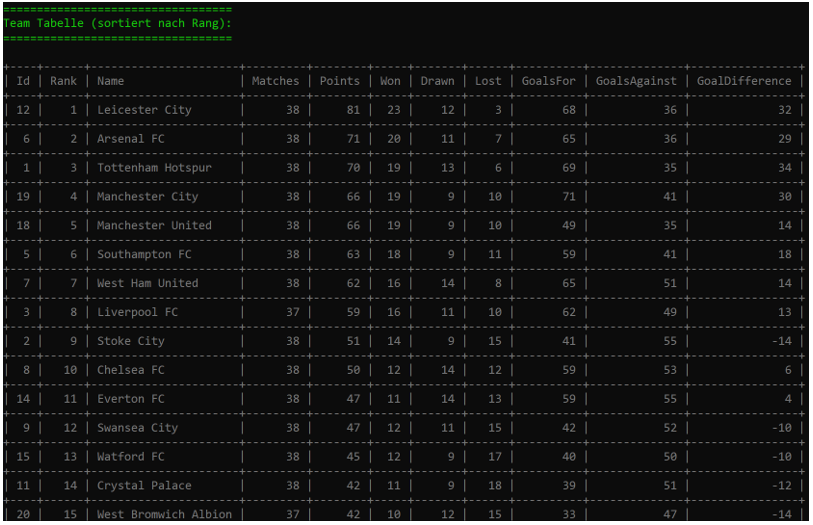 ==================================
Team Tabelle (sortiert nach Rang):
==================================
| Id | Rank | Name | Matches | Points | Won | Drawn | Lost | GoalsFor | GoalsAgainst | GoalDifference |
| 12 | 1 | Leicester City | 38 | 81 | 23 | 12 | 3 | 68 | 36 | 32 |
| 6 | 2 | Arsenal FC | 38 | 71 | 20 | 11 | 7 | 65 | 36 | 29 |
| 1 | 3 | Tottenham Hotspur | 38 | 70 | 19 | 13 | 6 | 69 | 35 | 34 |
| 19 | 4 | Manchester City | 38 | 66 | 19 | 9 | 10 | 71 | 41 | 30 |
| 18 | 5 | Manchester United | 38 | 66 | 19 | 9 | 10 | 49 | 35 | 14 |
| 5 | 6 | Southampton FC | 38 | 63 | 18 | 9 | 11 | 59 | 41 | 18 |
| 7 | 7 | West Ham United | 38 | 62 | 16 | 14 | 8 | 65 | 51 | 14 |
| 3 | 8 | Liverpool FC | 37 | 59 | 16 | 11 | 10 | 62 | 49 | 13 |
| 2 | 9 | Stoke City | 38 | 51 | 14 | 9 | 15 | 41 | 55 | -14 |
| 8 | 10 | Chelsea FC | 38 | 50 | 12 | 14 | 12 | 59 | 53 | 6 |
| 14 | 11 | Everton FC | 38 | 47 | 11 | 14 | 13 | 59 | 55 | 4 |
| 9 | 12 | Swansea City | 38 | 47 | 12 | 11 | 15 | 42 | 52 | -10 |
| 15 | 13 | Watford FC | 38 | 45 | 12 | 9 | 17 | 40 | 50 | -10 |
| 11 | 14 | Crystal Palace | 38 | 42 | 11 | 9 | 18 | 39 | 51 | -12 |
| 20 | 15 | West Bromwich Albion | 37 | 42 | 10 | 12 | 15 | 33 | 47 | -14 |